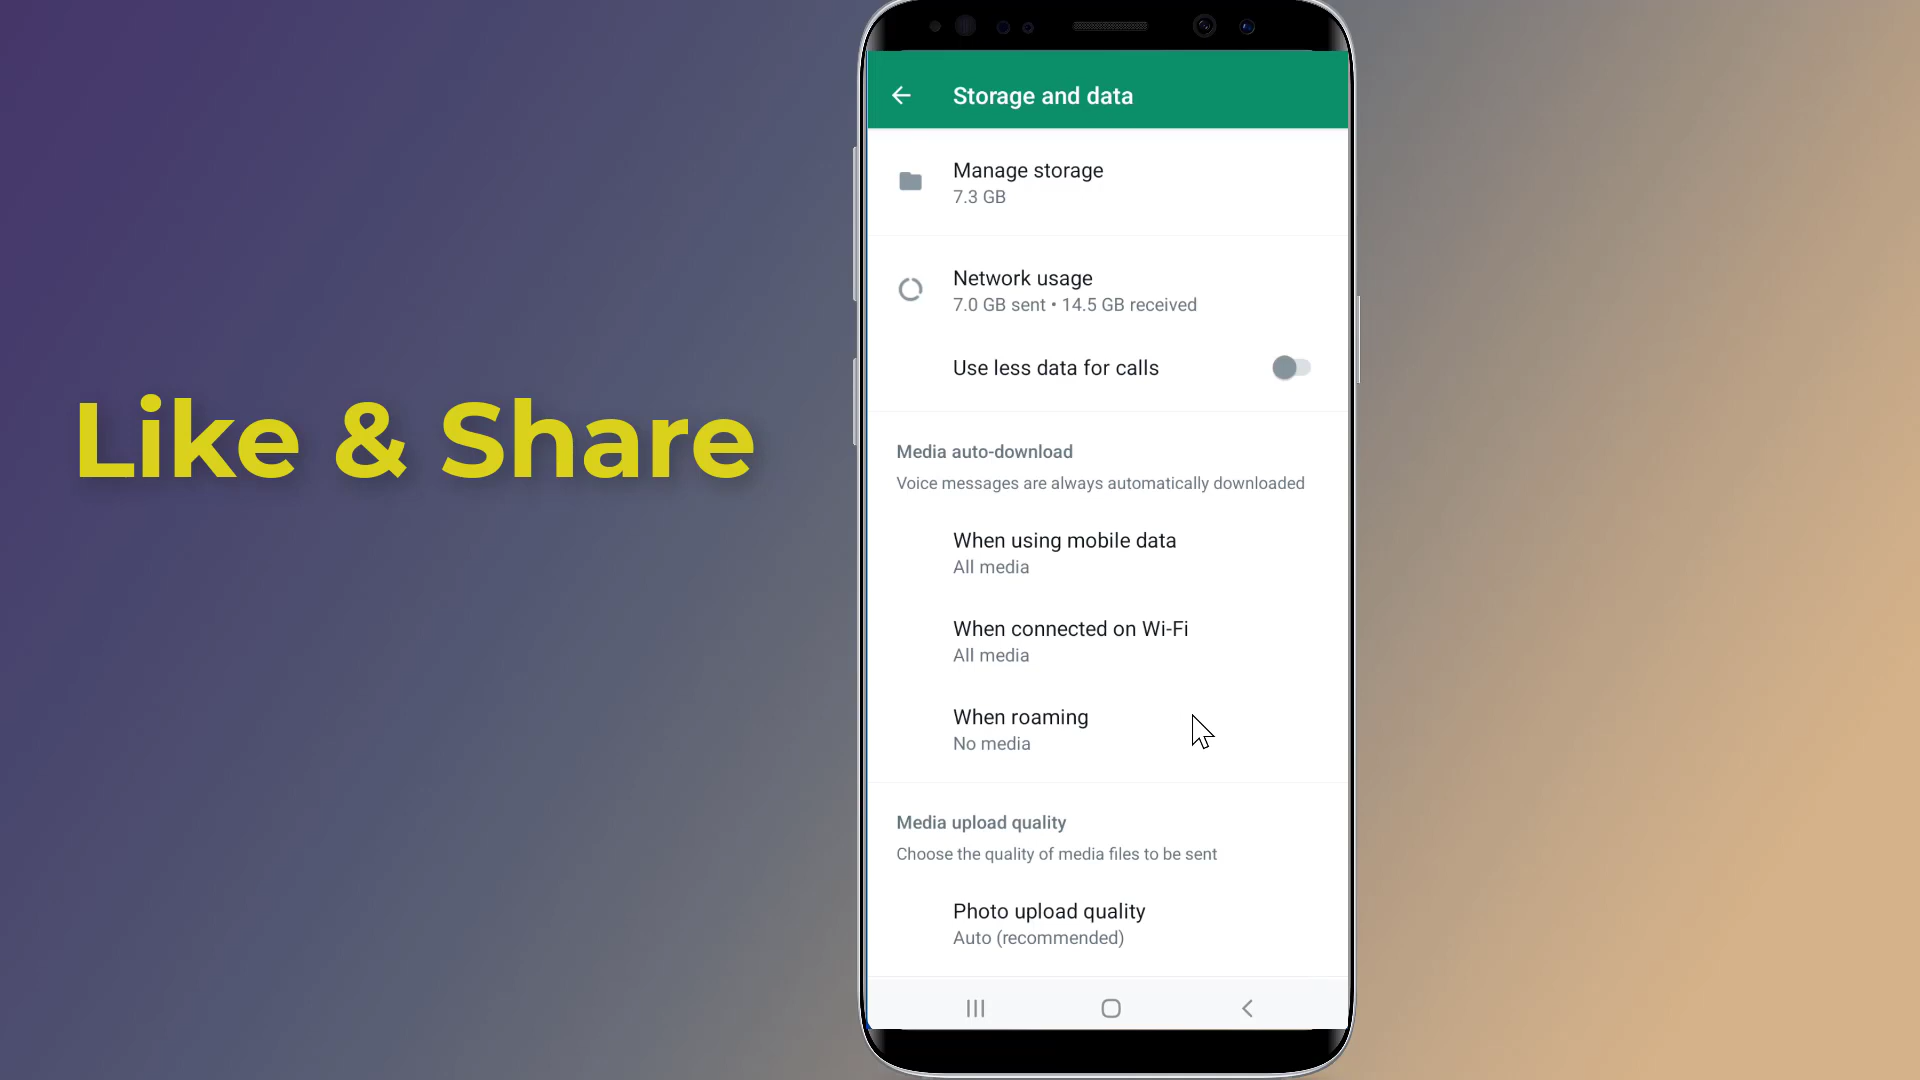 Like & Share
Storage and data
Manage storage
7.3 GB
Network usage
7.0 GB sent • 14.5 GB received
Use less data for calls
Media auto-download
Voice messages are always automatically downloaded
When using mobile data
All media
When connected on Wi-Fi
All media
When roaming
No media
Media upload quality
Choose the quality of media files to be sent
Photo upload quality
Auto (recommended)